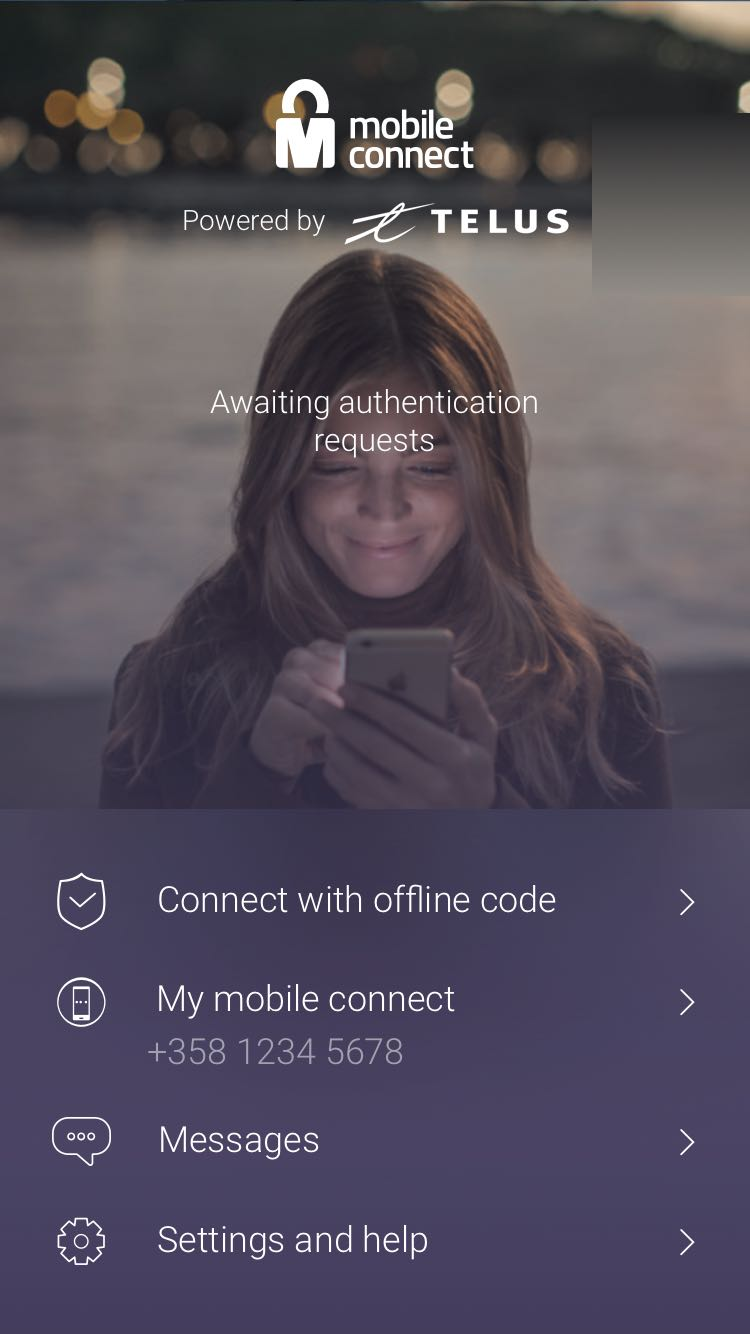 mobile
connect
Powered by TELUS
Awaiting authentication
requests
Connect with offline code
My mobile connect
+358 1234 5678
Messages
Settings and help